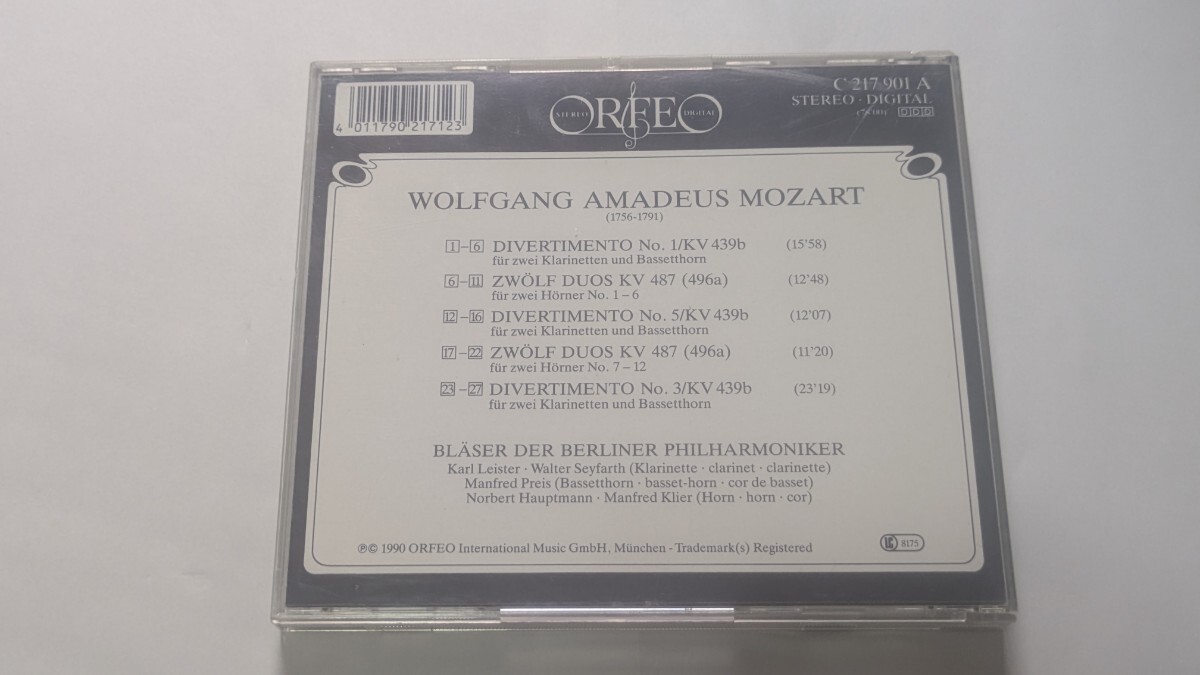 C 217 901 A
STEREO · DIGITAL
DDD
4 011790 217123
STEREO ORFEO DIGITAL
WOLFGANG AMADEUS MOZART
(1756-1791)
1–6 DIVERTIMENTO No. 1/KV 439b (15'58)
für zwei Klarinetten und Bassetthorn
6–11 ZWÖLF DUOS KV 487 (496a) (12'48)
für zwei Hörner No. 1 – 6
12–16 DIVERTIMENTO No. 5/KV 439b (12'07)
für zwei Klarinetten und Bassetthorn
17–22 ZWÖLF DUOS KV 487 (496a) (11'20)
für zwei Hörner No. 7 – 12
23–27 DIVERTIMENTO No. 3/KV 439b (23'19)
für zwei Klarinetten und Bassetthorn
BLÄSER DER BERLINER PHILHARMONIKER
Karl Leister · Walter Seyfarth (Klarinette · clarinet · clarinette)
Manfred Preis (Bassetthorn · basset-horn · cor de basset)
Norbert Hauptmann · Manfred Klier (Horn · horn · cor)
℗© 1990 ORFEO International Music GmbH, München - Trademark(s) Registered
LC 8175